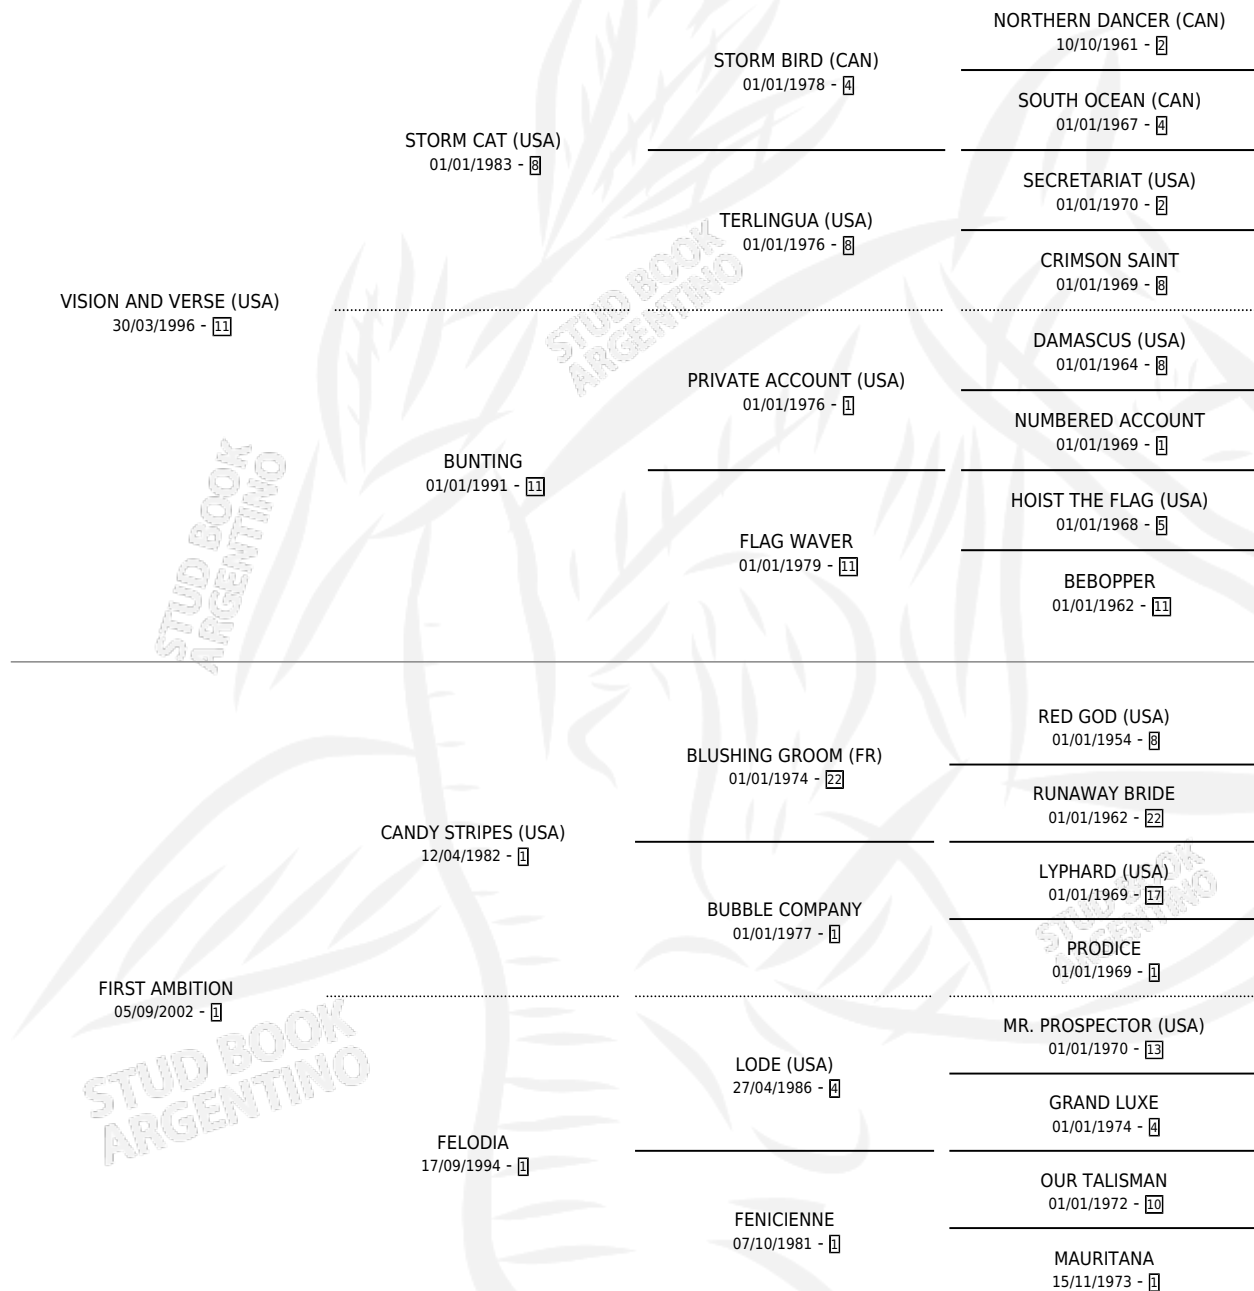 NORTHERN DANCER (CAN)
10/10/1961 - 2
STORM BIRD (CAN)
01/01/1978 - 4
SOUTH OCEAN (CAN)
01/01/1967 - 4
STORM CAT (USA)
01/01/1983 - 8
SECRETARIAT (USA)
01/01/1970 - 2
TERLINGUA (USA)
01/01/1976 - 8
CRIMSON SAINT
01/01/1969 - 8
VISION AND VERSE (USA)
30/03/1996 - 11
DAMASCUS (USA)
01/01/1964 - 8
PRIVATE ACCOUNT (USA)
01/01/1976 - 1
NUMBERED ACCOUNT
01/01/1969 - 1
BUNTING
01/01/1991 - 11
HOIST THE FLAG (USA)
01/01/1968 - 5
FLAG WAVER
01/01/1979 - 11
BEBOPPER
01/01/1962 - 11
RED GOD (USA)
01/01/1954 - 8
BLUSHING GROOM (FR)
01/01/1974 - 22
RUNAWAY BRIDE
01/01/1962 - 22
CANDY STRIPES (USA)
12/04/1982 - 1
LYPHARD (USA)
01/01/1969 - 17
BUBBLE COMPANY
01/01/1977 - 1
PRODICE
01/01/1969 - 1
FIRST AMBITION
05/09/2002 - 1
MR. PROSPECTOR (USA)
01/01/1970 - 13
LODE (USA)
27/04/1986 - 4
GRAND LUXE
01/01/1974 - 4
FELODIA
17/09/1994 - 1
OUR TALISMAN
01/01/1972 - 10
FENICIENNE
07/10/1981 - 1
MAURITANA
15/11/1973 - 1
STUD BOOK
ARGENTINO
STUD BOOK
ARGENTINO
STUD BOOK
ARGENTINO
STUD BOOK
ARGENTINO